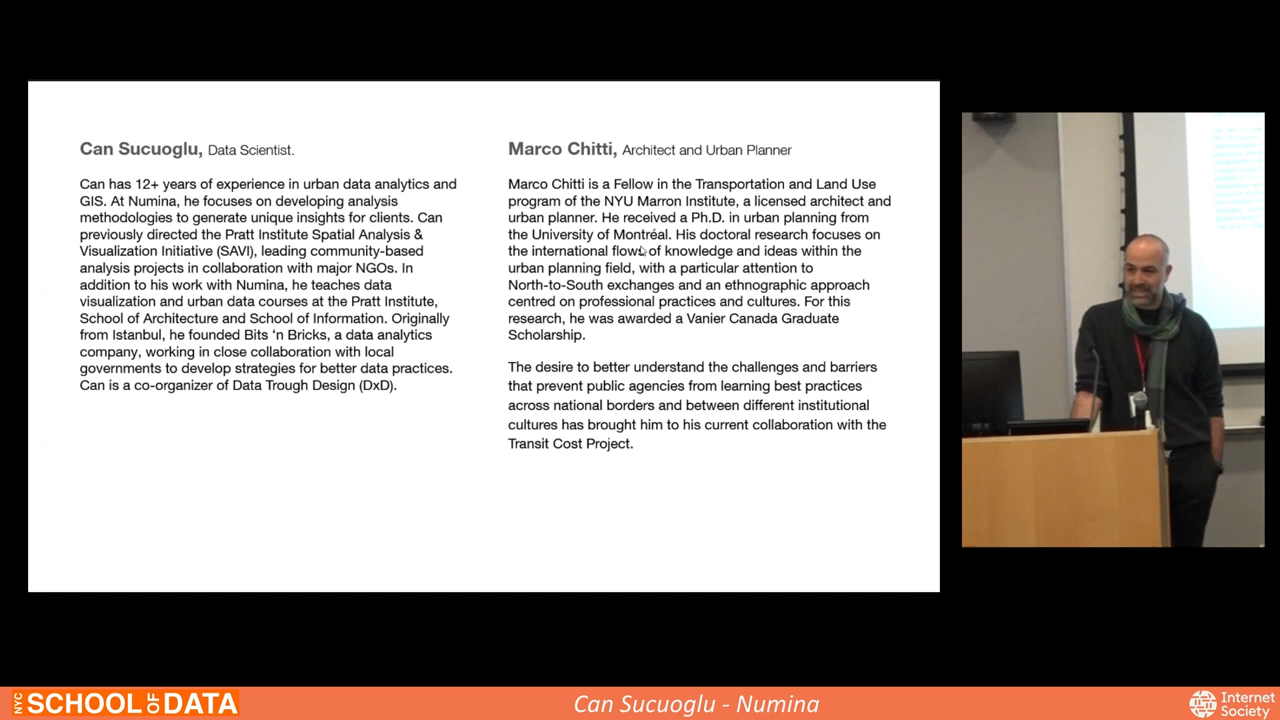 Can Sucuoglu, Data Scientist.
Can has 12+ years of experience in urban data analytics and
GIS. At Numina, he focuses on developing analysis
methodologies to generate unique insights for clients. Can
previously directed the Pratt Institute Spatial Analysis &
Visualization Initiative (SAVI), leading community-based
analysis projects in collaboration with major NGOs. In
addition to his work with Numina, he teaches data
visualization and urban data courses at the Pratt Institute,
School of Architecture and School of Information. Originally
from Istanbul, he founded Bits ‘n Bricks, a data analytics
company, working in close collaboration with local
governments to develop strategies for better data practices.
Can is a co-organizer of Data Trough Design (DxD).
Marco Chitti, Architect and Urban Planner
Marco Chitti is a Fellow in the Transportation and Land Use
program of the NYU Marron Institute, a licensed architect and
urban planner. He received a Ph.D. in urban planning from
the University of Montréal. His doctoral research focuses on
the international flows of knowledge and ideas within the
urban planning field, with a particular attention to
North-to-South exchanges and an ethnographic approach
centred on professional practices and cultures. For this
research, he was awarded a Vanier Canada Graduate
Scholarship.
The desire to better understand the challenges and barriers
that prevent public agencies from learning best practices
across national borders and between different institutional
cultures has brought him to his current collaboration with the
Transit Cost Project.
NYC SCHOOL OF DATA
Can Sucuoglu - Numina
Internet
Society